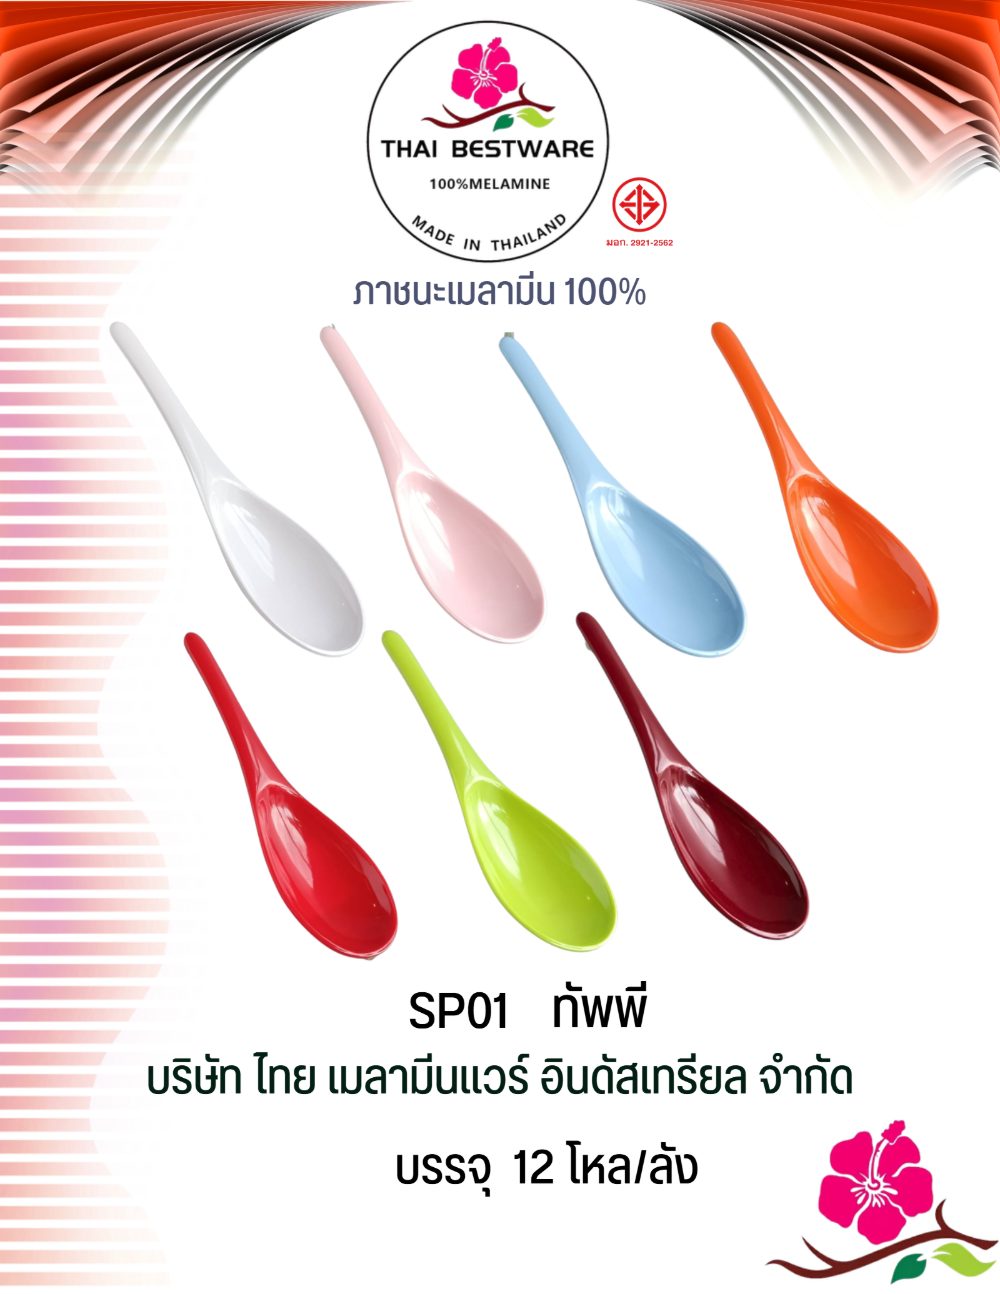 THAI BESTWARE
100%MELAMINE
MADE IN THAILAND
มอก. 2921-2562
ภาชนะเมลามีน 100%
SP01 ทัพพี
บริษัท ไทย เมลามีนแวร์ อินดัสเทรียล จำกัด
บรรจุ 12 โหล/ลัง